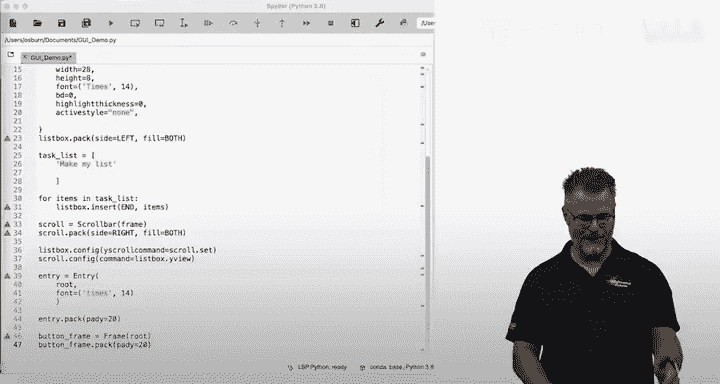 Spyder (Python 3.8)
/User
/Users/osburn/Documents/GUI_Demo.py
GUI_Demo.py*
15 width=28,
16 height=8,
17 font=('Times', 14),
18 bd=0,
19 highlightthickness=0,
20 activestyle="none",
21
22 )
23 listbox.pack(side=LEFT, fill=BOTH)
24
25 task_list = [
26 'Make my list'
27
28 ]
29
30 for items in task_list:
31 listbox.insert(END, items)
32
33 scroll = Scrollbar(frame)
34 scroll.pack(side=RIGHT, fill=BOTH)
35
36 listbox.config(yscrollcommand=scroll.set)
37 scroll.config(command=listbox.yview)
38
39 entry = Entry(
40 root,
41 font=('times', 14)
42 )
43
44 entry.pack(pady=20)
45
46 button_frame = Frame(root)
47 button_frame.pack(pady=20)
LSP Python: ready
conda: base, Python 3.8